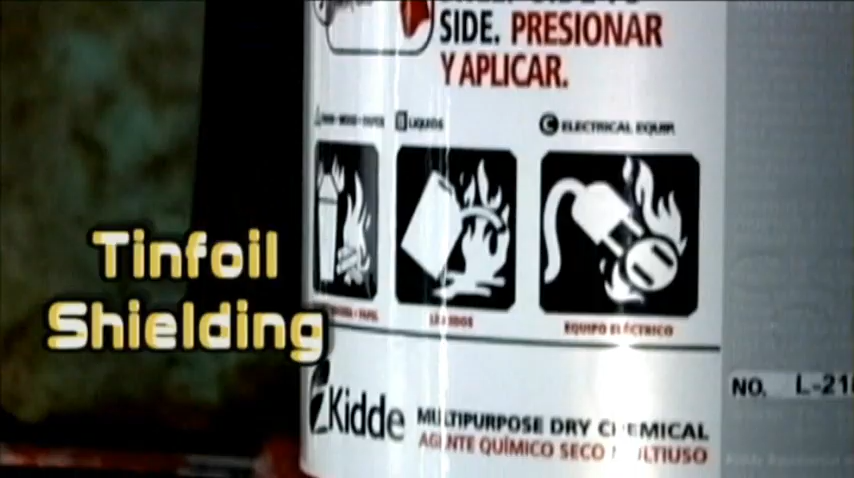 SIDE. PRESIONAR
Y APLICAR.
LIQUIDS
C ELECTRICAL EQUIP.
Tinfoil
Shielding
EQUIPO ELÉCTRICO
NO. L-21
Kidde
MULTIPURPOSE DRY CHEMICAL
AGENTE QUÍMICO SECO MULTIUSO